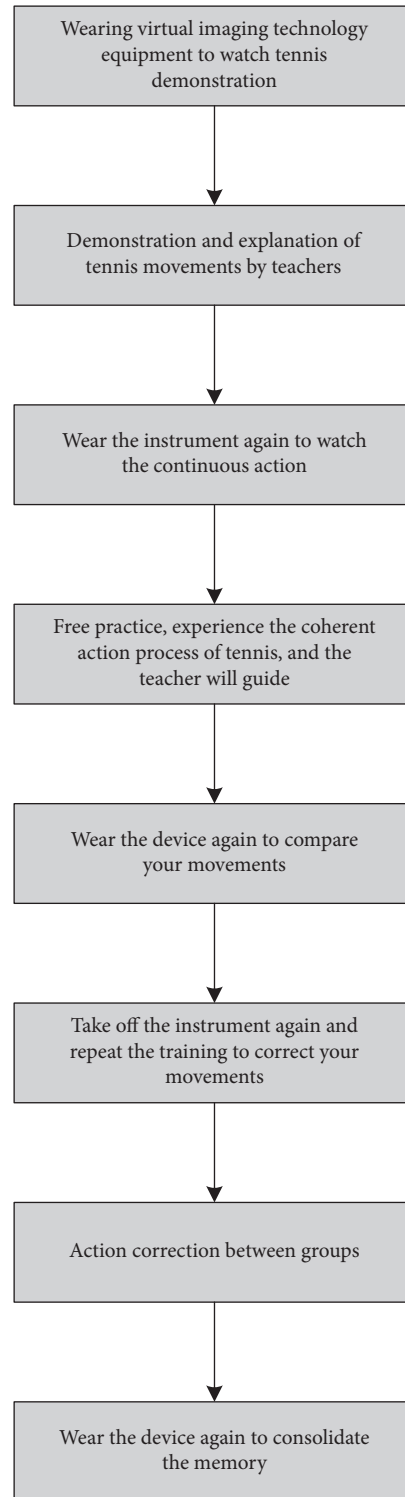 Wearing virtual imaging technology
equipment to watch tennis
demonstration
Demonstration and explanation of
tennis movements by teachers
Wear the instrument again to watch
the continuous action
Free practice, experience the coherent
action process of tennis, and the
teacher will guide
Wear the device again to compare
your movements
Take off the instrument again and
repeat the training to correct your
movements
Action correction between groups
Wear the device again to consolidate
the memory